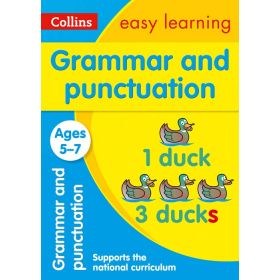 Collins
easy learning
Grammar and
punctuation
Ages
5–7
1 duck
3 ducks
Grammar and
punctuation
Supports the
national curriculum